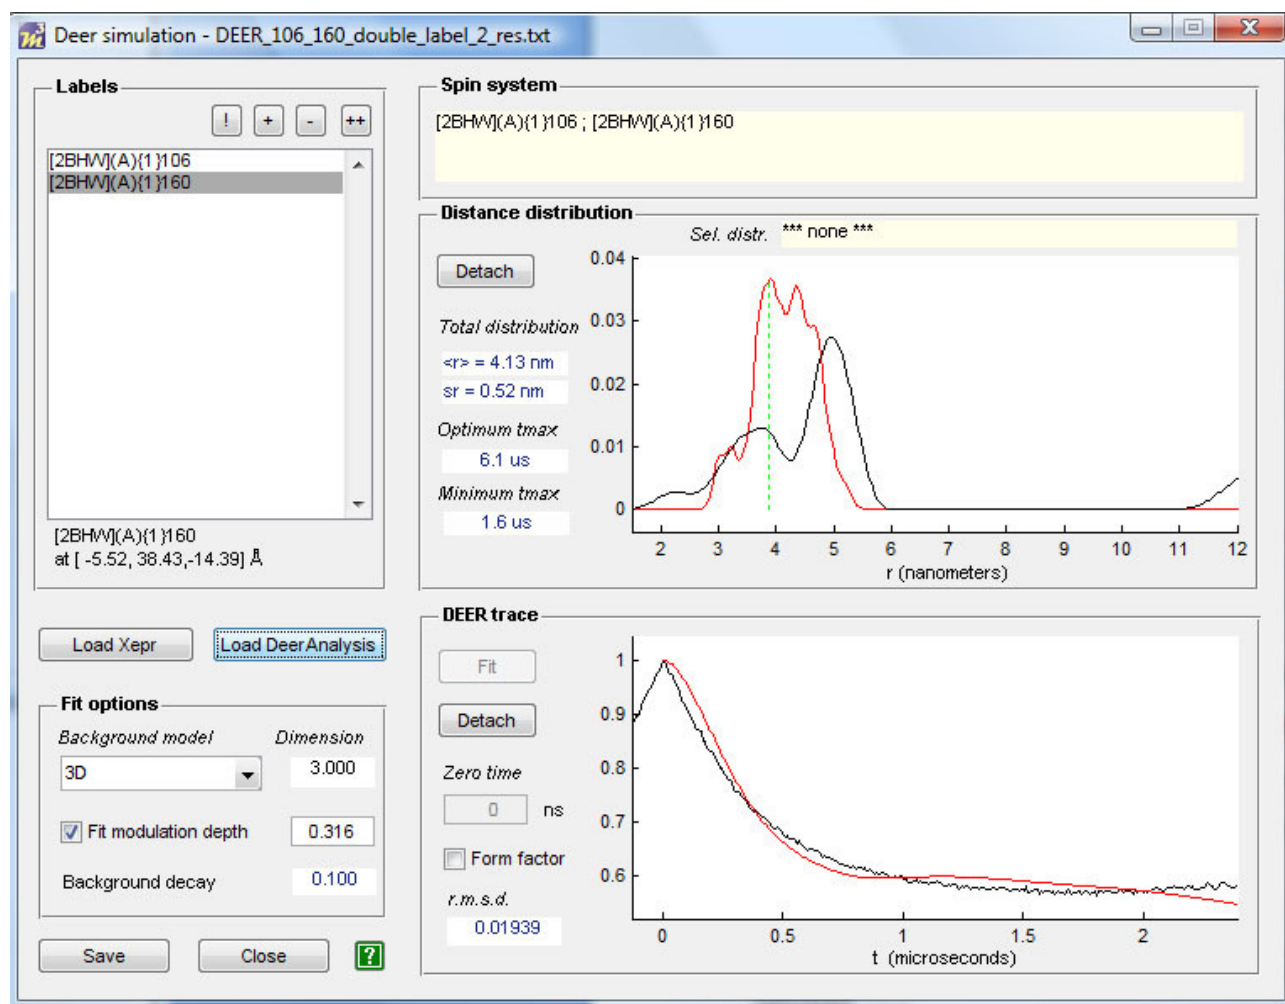 Deer simulation - DEER_106_160_double_label_2_res.txt
Labels
! + - ++
[2BHW](A){1}106
[2BHW](A){1}160
[2BHW](A){1}160
at [ -5.52, 38.43,-14.39] Å
Load Xepr
Load DeerAnalysis
Fit options
Background model
Dimension
3D
3.000
Fit modulation depth
0.316
Background decay
0.100
Save
Close
?
Spin system
[2BHW](A){1}106 ; [2BHW](A){1}160
Distance distribution
Sel. distr.
*** none ***
Detach
Total distribution
<r> = 4.13 nm
sr = 0.52 nm
Optimum tmax
6.1 us
Minimum tmax
1.6 us
0.04
0.03
0.02
0.01
0
2 3 4 5 6 7 8 9 10 11 12
r (nanometers)
DEER trace
Fit
Detach
Zero time
0 ns
Form factor
r.m.s.d.
0.01939
1
0.9
0.8
0.7
0.6
0 0.5 1 1.5 2
t (microseconds)